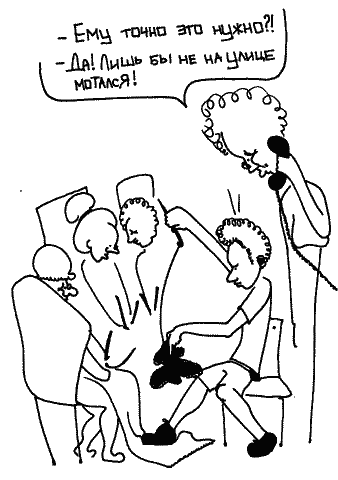 - Ему точно это нужно?!
- Да! Лишь бы не на улице
мотался!